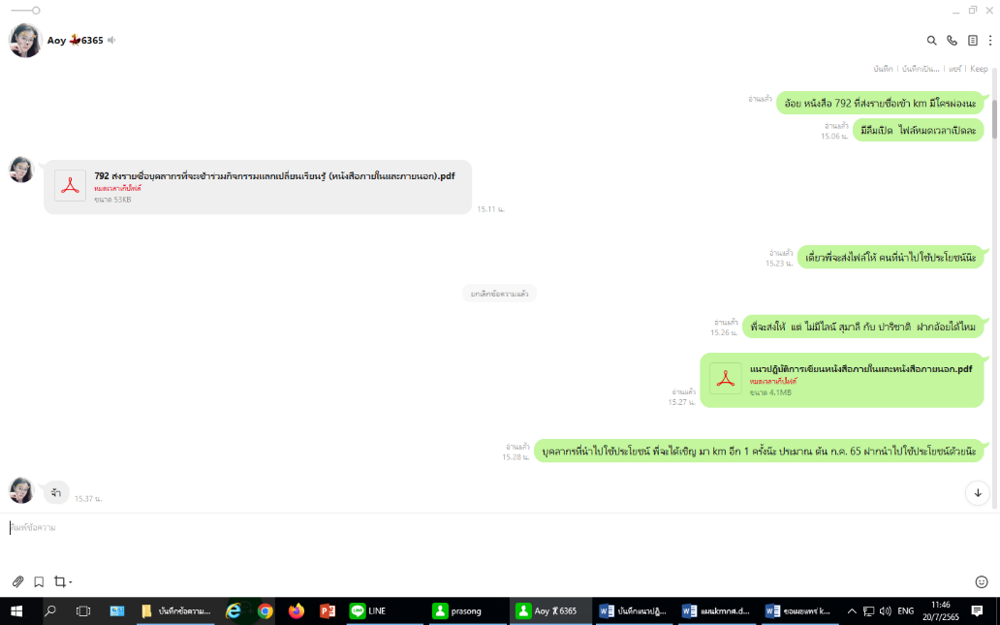 Aoy 6365
บันทึก | บันทึกเป็น... | แชร์ | Keep
อ่านแล้ว
อ้อย หนังสือ 792 ที่ส่งรายชื่อเข้า km มีใครผ่องนะ
อ่านแล้ว
15.06 น.
มีลืมเปิด ไฟล์หมดเวลาเปิดละ
792 ส่งรายชื่อบุคลากรที่จะเข้าร่วมกิจกรรมแลกเปลี่ยนเรียนรู้ (หนังสือภายในและภายนอก).pdf
หมดเวลาเก็บไฟล์
ขนาด 53KB
15.11 น.
อ่านแล้ว
15.23 น.
เดี๋ยวพี่จะส่งไฟล์ให้ คนที่นำไปใช้ประโยชน์น๊ะ
ยกเลิกข้อความแล้ว
อ่านแล้ว
15.26 น.
พี่จะส่งให้ แต่ ไม่มีไลน์ สุมาลี กับ ปาริชาติ ฝากอ้อยได้ไหม
แนวปฏิบัติการเขียนหนังสือภายในและหนังสือภายนอก.pdf
หมดเวลาเก็บไฟล์
ขนาด 4.1MB
อ่านแล้ว
15.27 น.
อ่านแล้ว
15.28 น.
บุคลากรที่นำไปใช้ประโยชน์ พี่จะได้เชิญ มา km อีก 1 ครั้งน๊ะ ประมาณ ต้น ก.ค. 65 ฝากนำไปใช้ประโยชน์ด้วยน๊ะ
จ้า
15.37 น.
พิมพ์ข้อความ
บันทึกข้อความ...
LINE
prasong
Aoy 6365
บันทึกแนวปฏิ...
แผนkmกศ.d...
ขอเผยแพร่ k...
ENG
11:46
20/7/2565